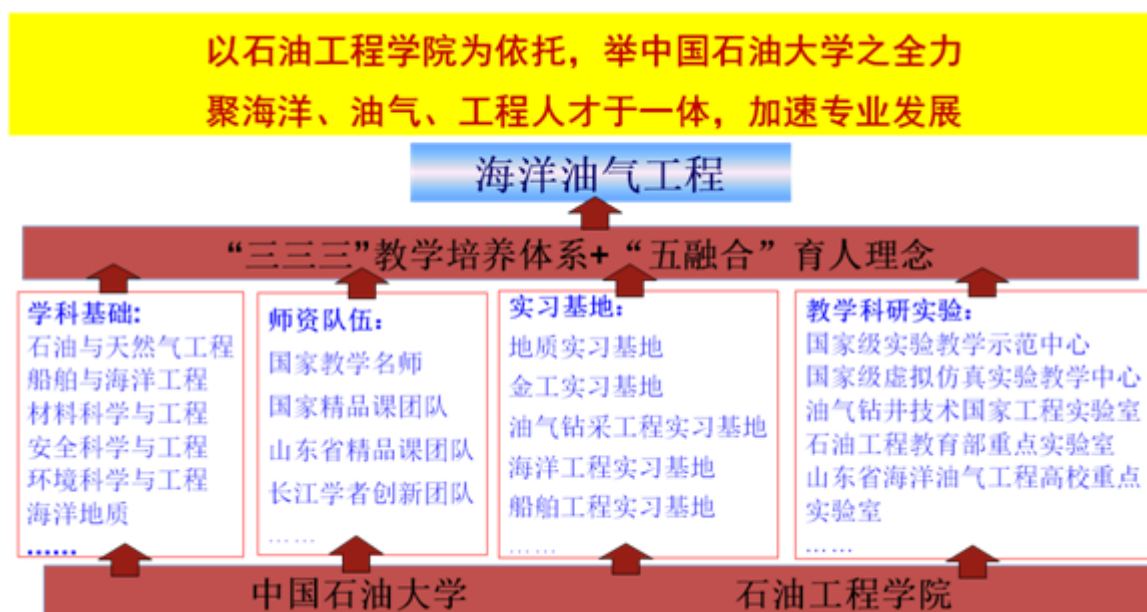 以石油工程学院为依托，举中国石油大学之全力
聚海洋、油气、工程人才于一体，加速专业发展
海洋油气工程
“三三三”教学培养体系+“五融合”育人理念
学科基础:
石油与天然气工程
船舶与海洋工程
材料科学与工程
安全科学与工程
环境科学与工程
海洋地质
……
师资队伍：
国家教学名师
国家精品课团队
山东省精品课团队
长江学者创新团队
……
实习基地：
地质实习基地
金工实习基地
油气钻采工程实习基地
海洋工程实习基地
船舶工程实习基地
……
教学科研实验：
国家级实验教学示范中心
国家级虚拟仿真实验教学中心
油气钻井技术国家工程实验室
石油工程教育部重点实验室
山东省海洋油气工程高校重点
实验室
……
中国石油大学 石油工程学院